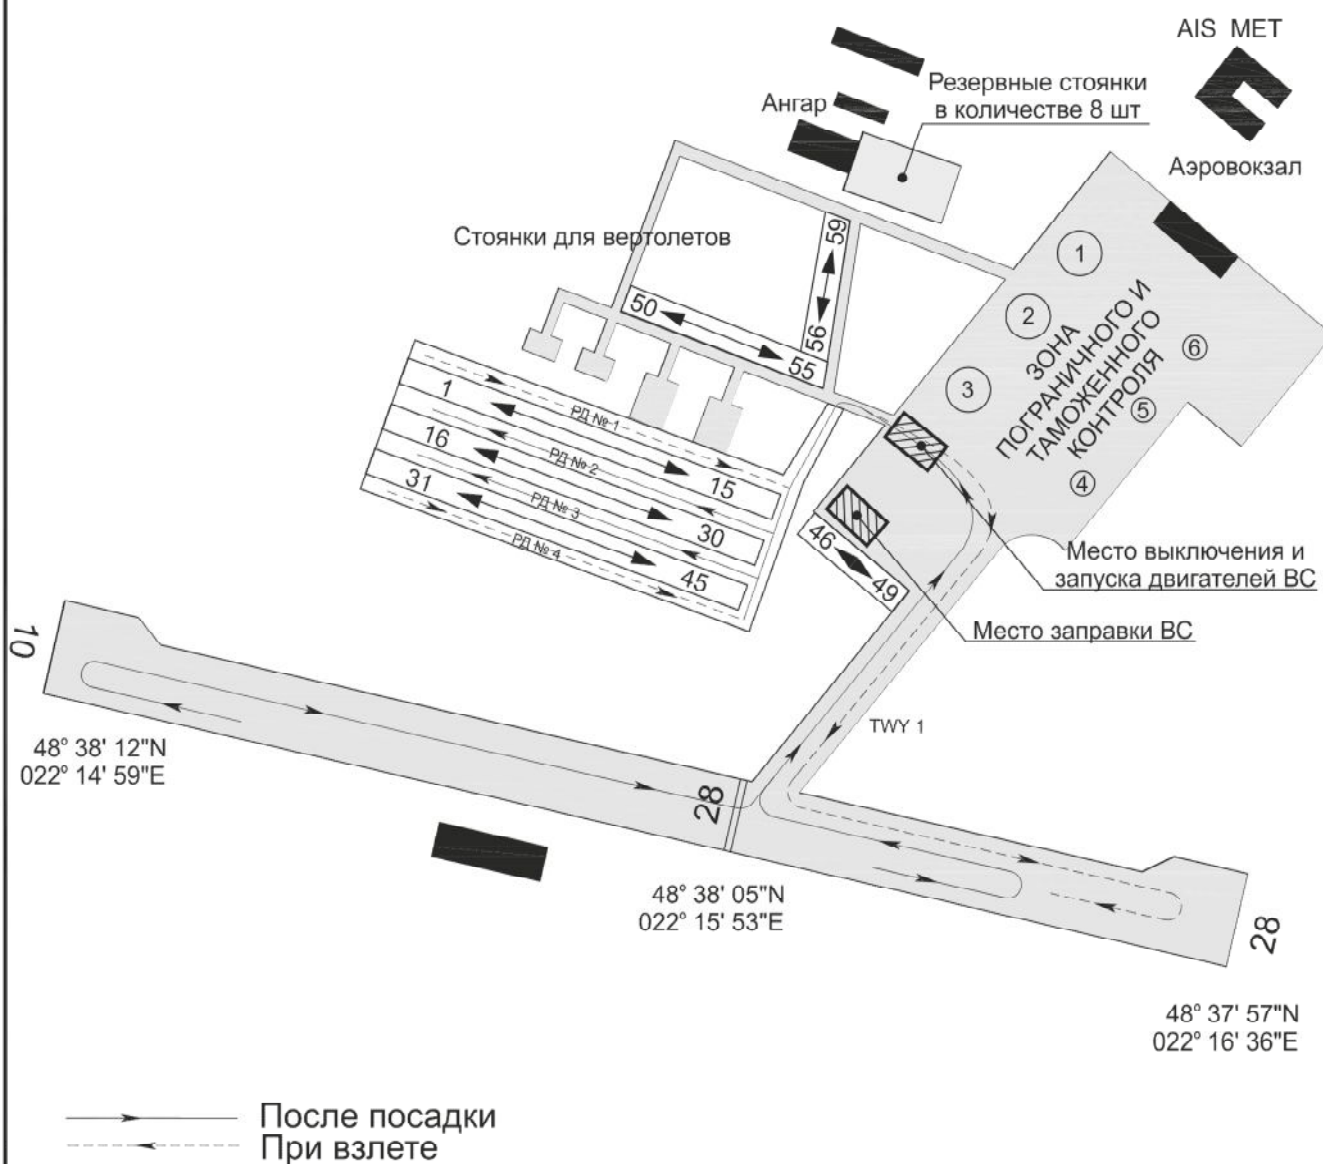 AIS MET
Резервные стоянки
в количестве 8 шт
Ангар
Аэровокзал
Стоянки для вертолетов
59
56
50
55
1
2
3
ЗОНА
ПОГРАНИЧНОГО И
ТАМОЖЕННОГО
КОНТРОЛЯ
6
5
4
1
РД № 1
15
16
РД № 2
30
31
РД № 3
45
РД № 4
46
49
Место выключения и
запуска двигателей ВС
Место заправки ВС
10
TWY 1
48° 38' 12"N
022° 14' 59"E
28
48° 38' 05"N
022° 15' 53"E
28
48° 37' 57"N
022° 16' 36"E
После посадки
При взлете